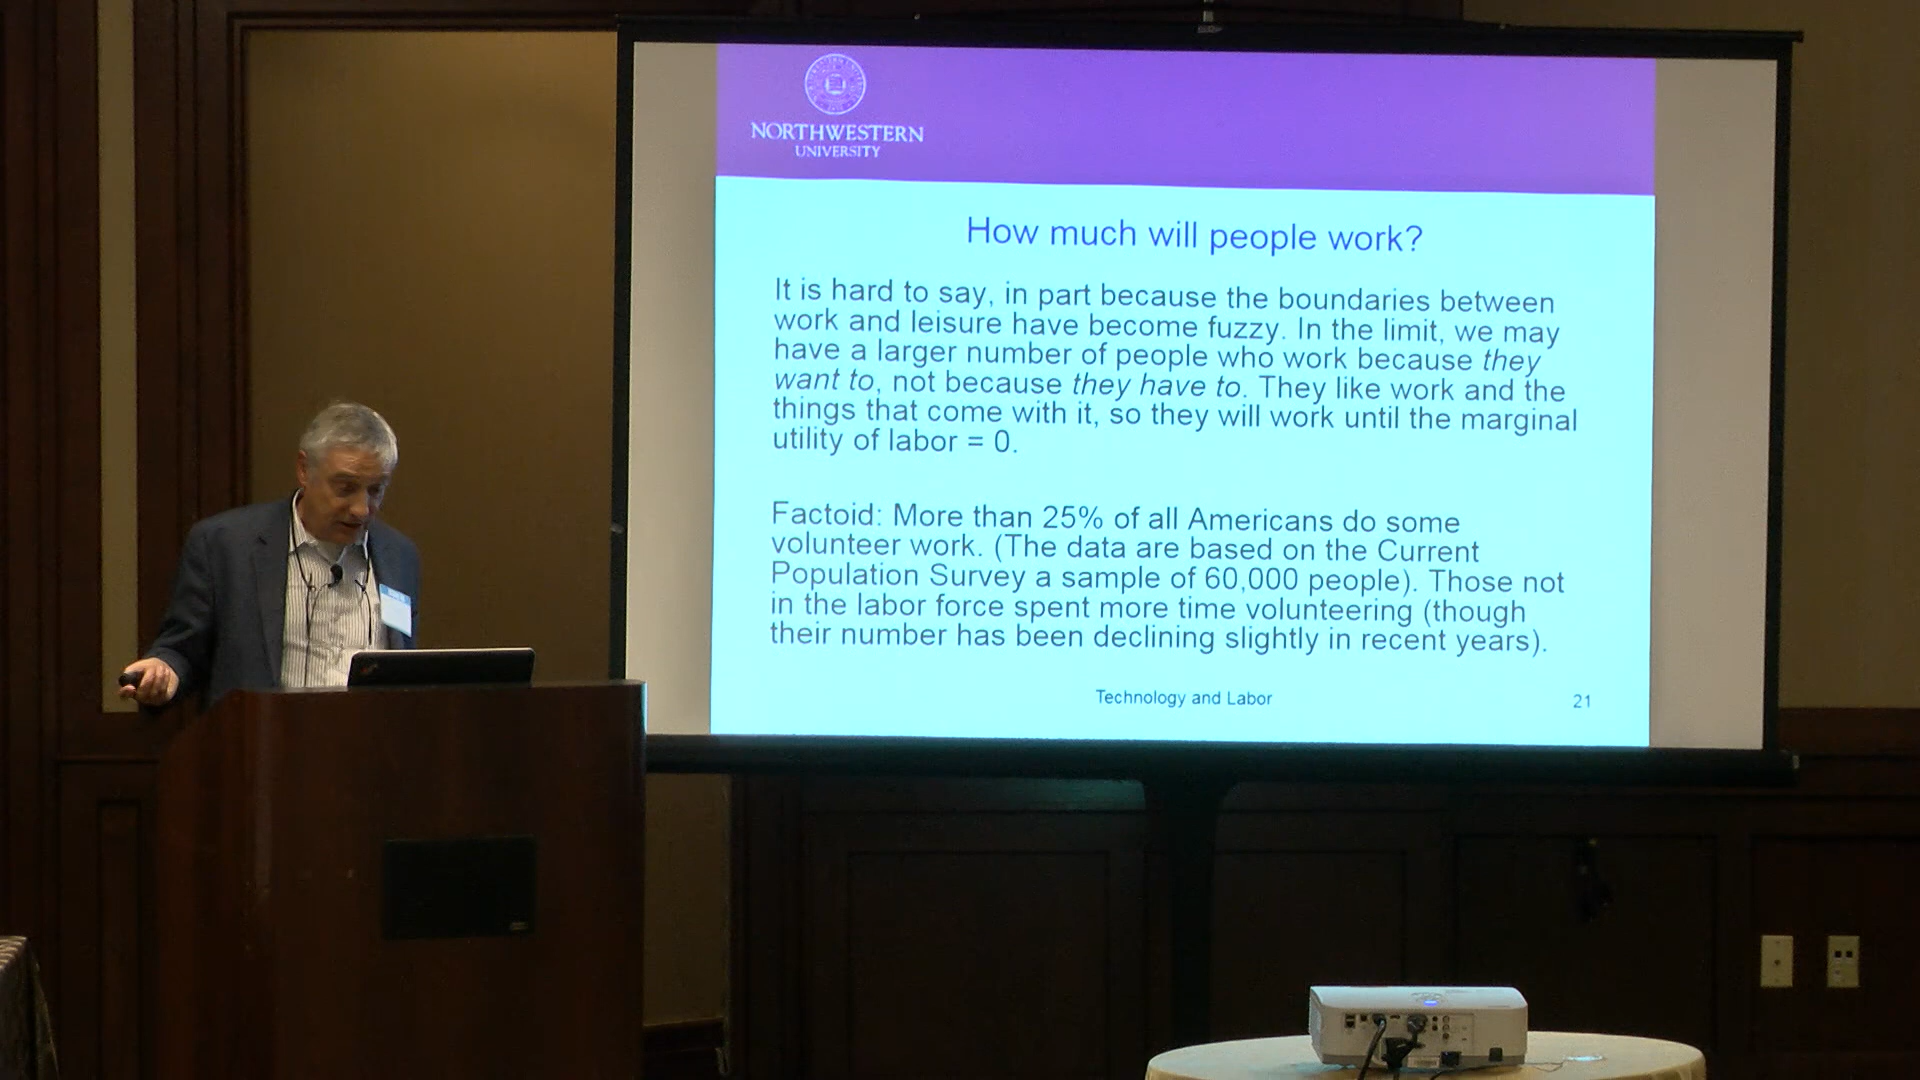 NORTHWESTERN
UNIVERSITY
How much will people work?
It is hard to say, in part because the boundaries between
work and leisure have become fuzzy. In the limit, we may
have a larger number of people who work because they
want to, not because they have to. They like work and the
things that come with it, so they will work until the marginal
utility of labor = 0.
Factoid: More than 25% of all Americans do some
volunteer work. (The data are based on the Current
Population Survey a sample of 60,000 people). Those not
in the labor force spent more time volunteering (though
their number has been declining slightly in recent years).
Technology and Labor
21